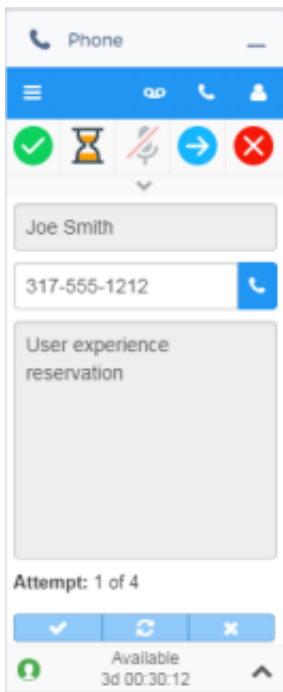 Phone
Joe Smith
317-555-1212
User experience
reservation
Attempt: 1 of 4
Available
3d 00:30:12